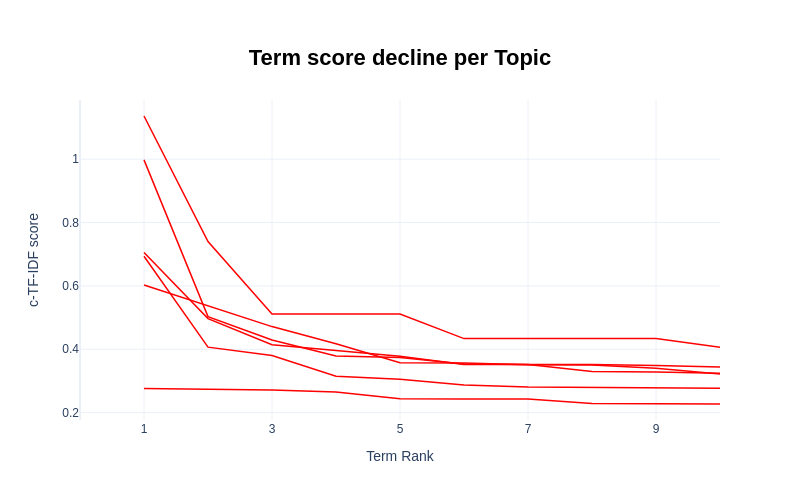 Term score decline per Topic
c-TF-IDF score
1
0.8
0.6
0.4
0.2
1 3 5 7 9
Term Rank